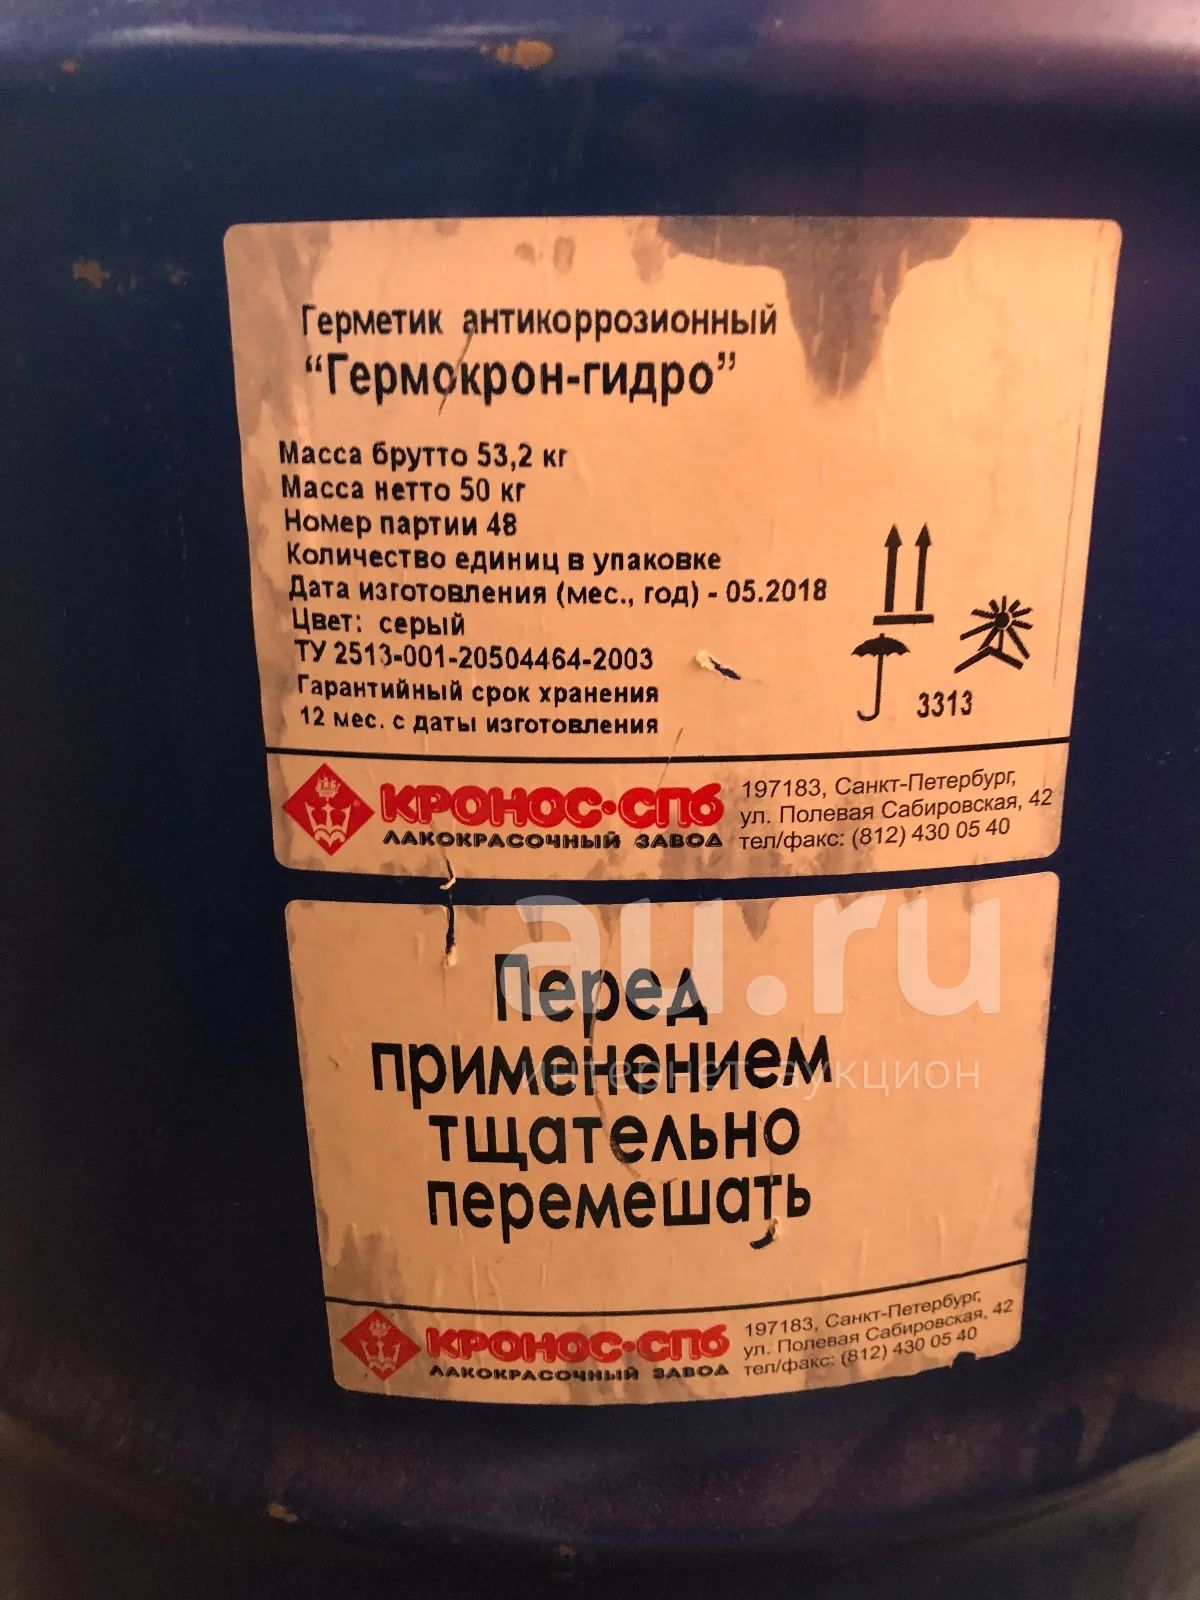 Герметик антикоррозионный
“Гермокрон-гидро”
Масса брутто 53,2 кг
Масса нетто 50 кг
Номер партии 48
Количество единиц в упаковке
Дата изготовления (мес., год) - 05.2018
Цвет: серый
ТУ 2513-001-20504464-2003
Гарантийный срок хранения
12 мес. с даты изготовления
3313
КРОНОС•СПб
ЛАКОКРАСОЧНЫЙ ЗАВОД
197183, Санкт-Петербург,
ул. Полевая Сабировская, 42
тел/факс: (812) 430 05 40
au.ru
интернет аукцион
Перед
применением
тщательно
перемешать
КРОНОС•СПб
ЛАКОКРАСОЧНЫЙ ЗАВОД
197183, Санкт-Петербург,
ул. Полевая Сабировская, 42
тел/факс: (812) 430 05 40